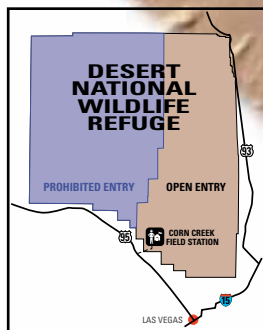 DESERT
NATIONAL
WILDLIFE
REFUGE
93
PROHIBITED ENTRY
OPEN ENTRY
95
CORN CREEK
FIELD STATION
15
LAS VEGAS